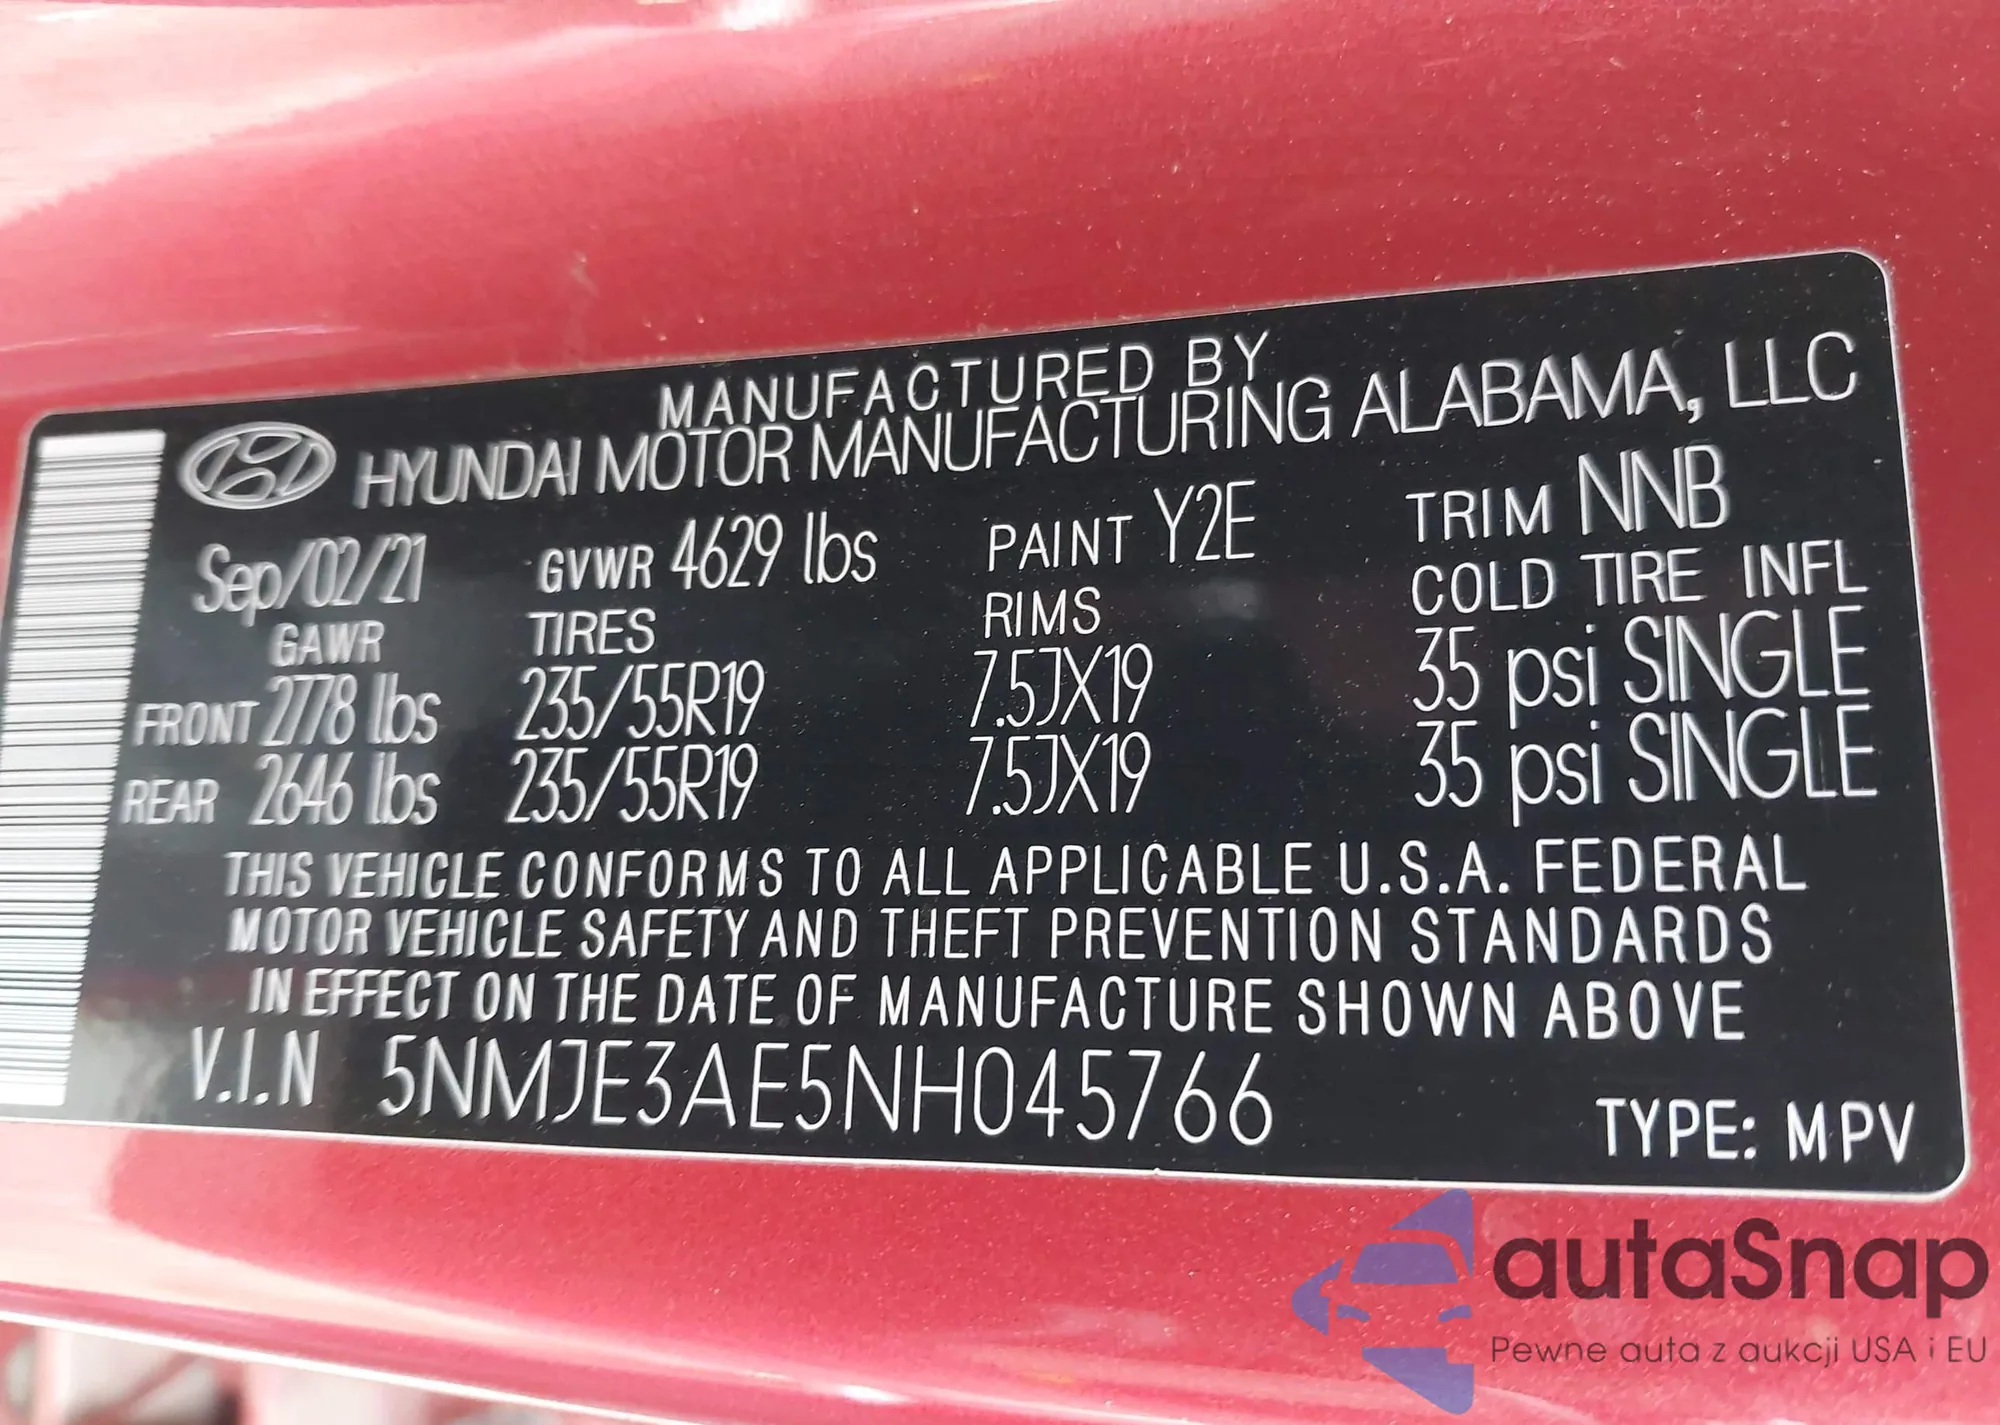 MANUFACTURED BY
HYUNDAI MOTOR MANUFACTURING ALABAMA, LLC
Sep/02/21 GVWR 4629 lbs PAINT Y2E TRIM NNB
GAWR TIRES RIMS COLD TIRE INFL
FRONT 2778 lbs 235/55R19 7.5JX19 35 psi SINGLE
REAR 2646 lbs 235/55R19 7.5JX19 35 psi SINGLE
THIS VEHICLE CONFORMS TO ALL APPLICABLE U.S.A. FEDERAL
MOTOR VEHICLE SAFETY AND THEFT PREVENTION STANDARDS
IN EFFECT ON THE DATE OF MANUFACTURE SHOWN ABOVE
V.I.N 5NMJE3AE5NH045766
TYPE: MPV
autaSnap
Pewne auta z aukcji USA i EU